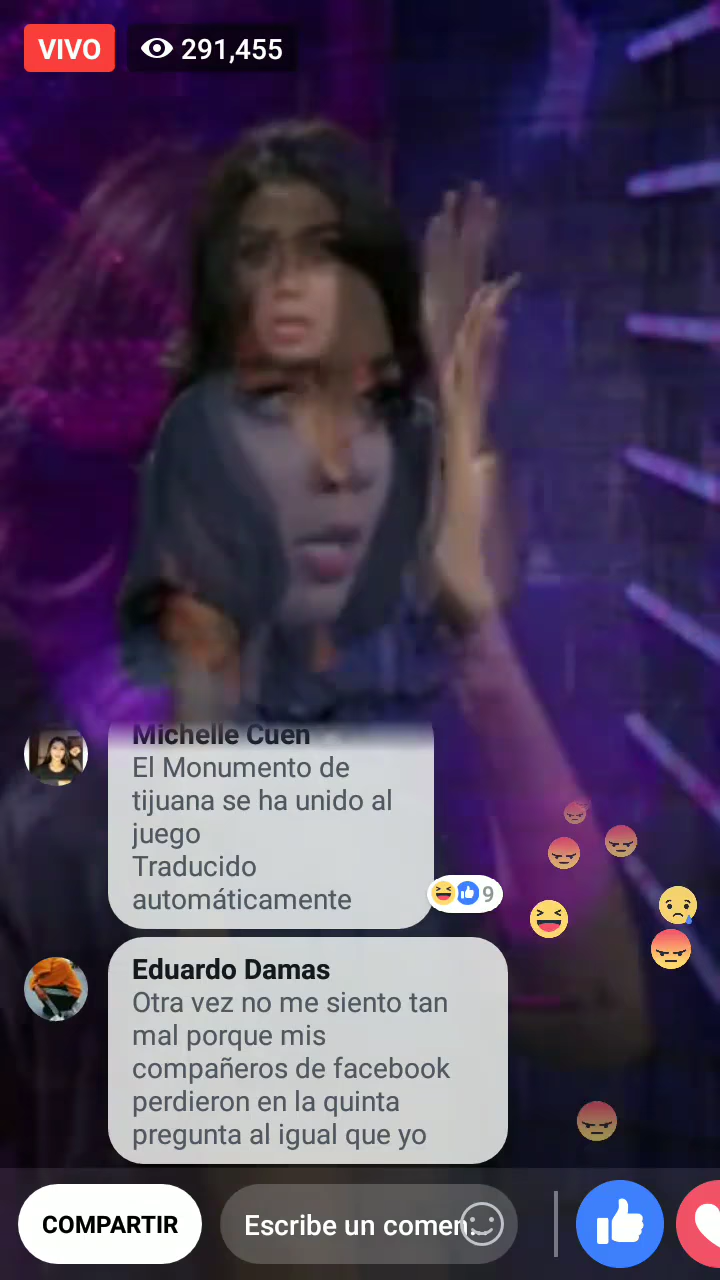 VIVO
291,455
Michelle Cuen
El Monumento de
tijuana se ha unido al
juego
Traducido
automáticamente
9
Eduardo Damas
Otra vez no me siento tan
mal porque mis
compañeros de facebook
perdieron en la quinta
pregunta al igual que yo
COMPARTIR
Escribe un comen